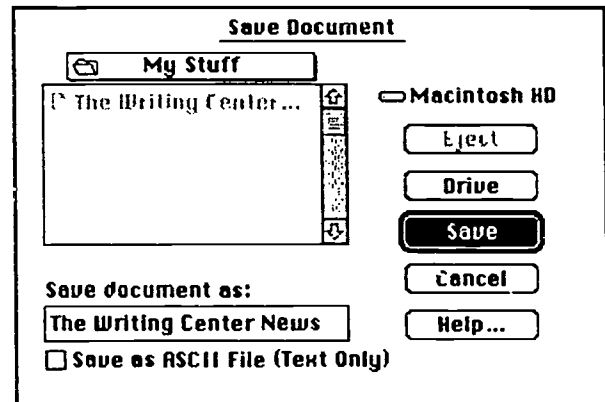 Save Document
My Stuff
The Writing Center...
Macintosh HD
Eject
Drive
Save
Cancel
Help...
Save document as:
The Writing Center News
Save as ASCII File (Text Only)